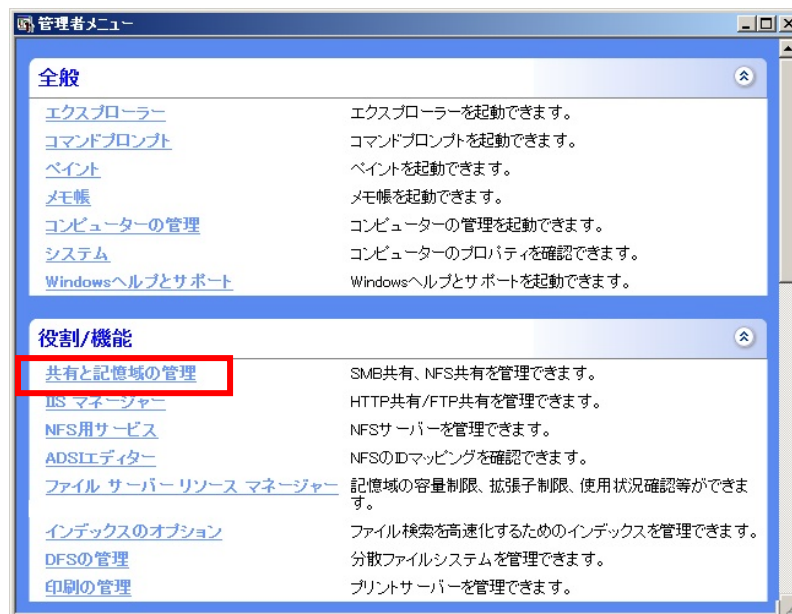 管理者メニュー
全般
エクスプローラー エクスプローラーを起動できます。
コマンドプロンプト コマンドプロンプトを起動できます。
ペイント ペイントを起動できます。
メモ帳 メモ帳を起動できます。
コンピューターの管理 コンピューターの管理を起動できます。
システム コンピューターのプロパティを確認できます。
Windowsヘルプとサポート Windowsヘルプとサポートを起動できます。
役割/機能
共有と記憶域の管理 SMB共有、NFS共有を管理できます。
IIS マネージャー HTTP共有/FTP共有を管理できます。
NFS用サービス NFSサーバーを管理できます。
ADSIエディター NFSのIDマッピングを確認できます。
ファイル サーバー リソース マネージャー 記憶域の容量制限、拡張子制限、使用状況確認等ができま
す。
インデックスのオプション ファイル検索を高速化するためのインデックスを管理できます。
DFSの管理 分散ファイルシステムを管理できます。
印刷の管理 プリントサーバーを管理できます。